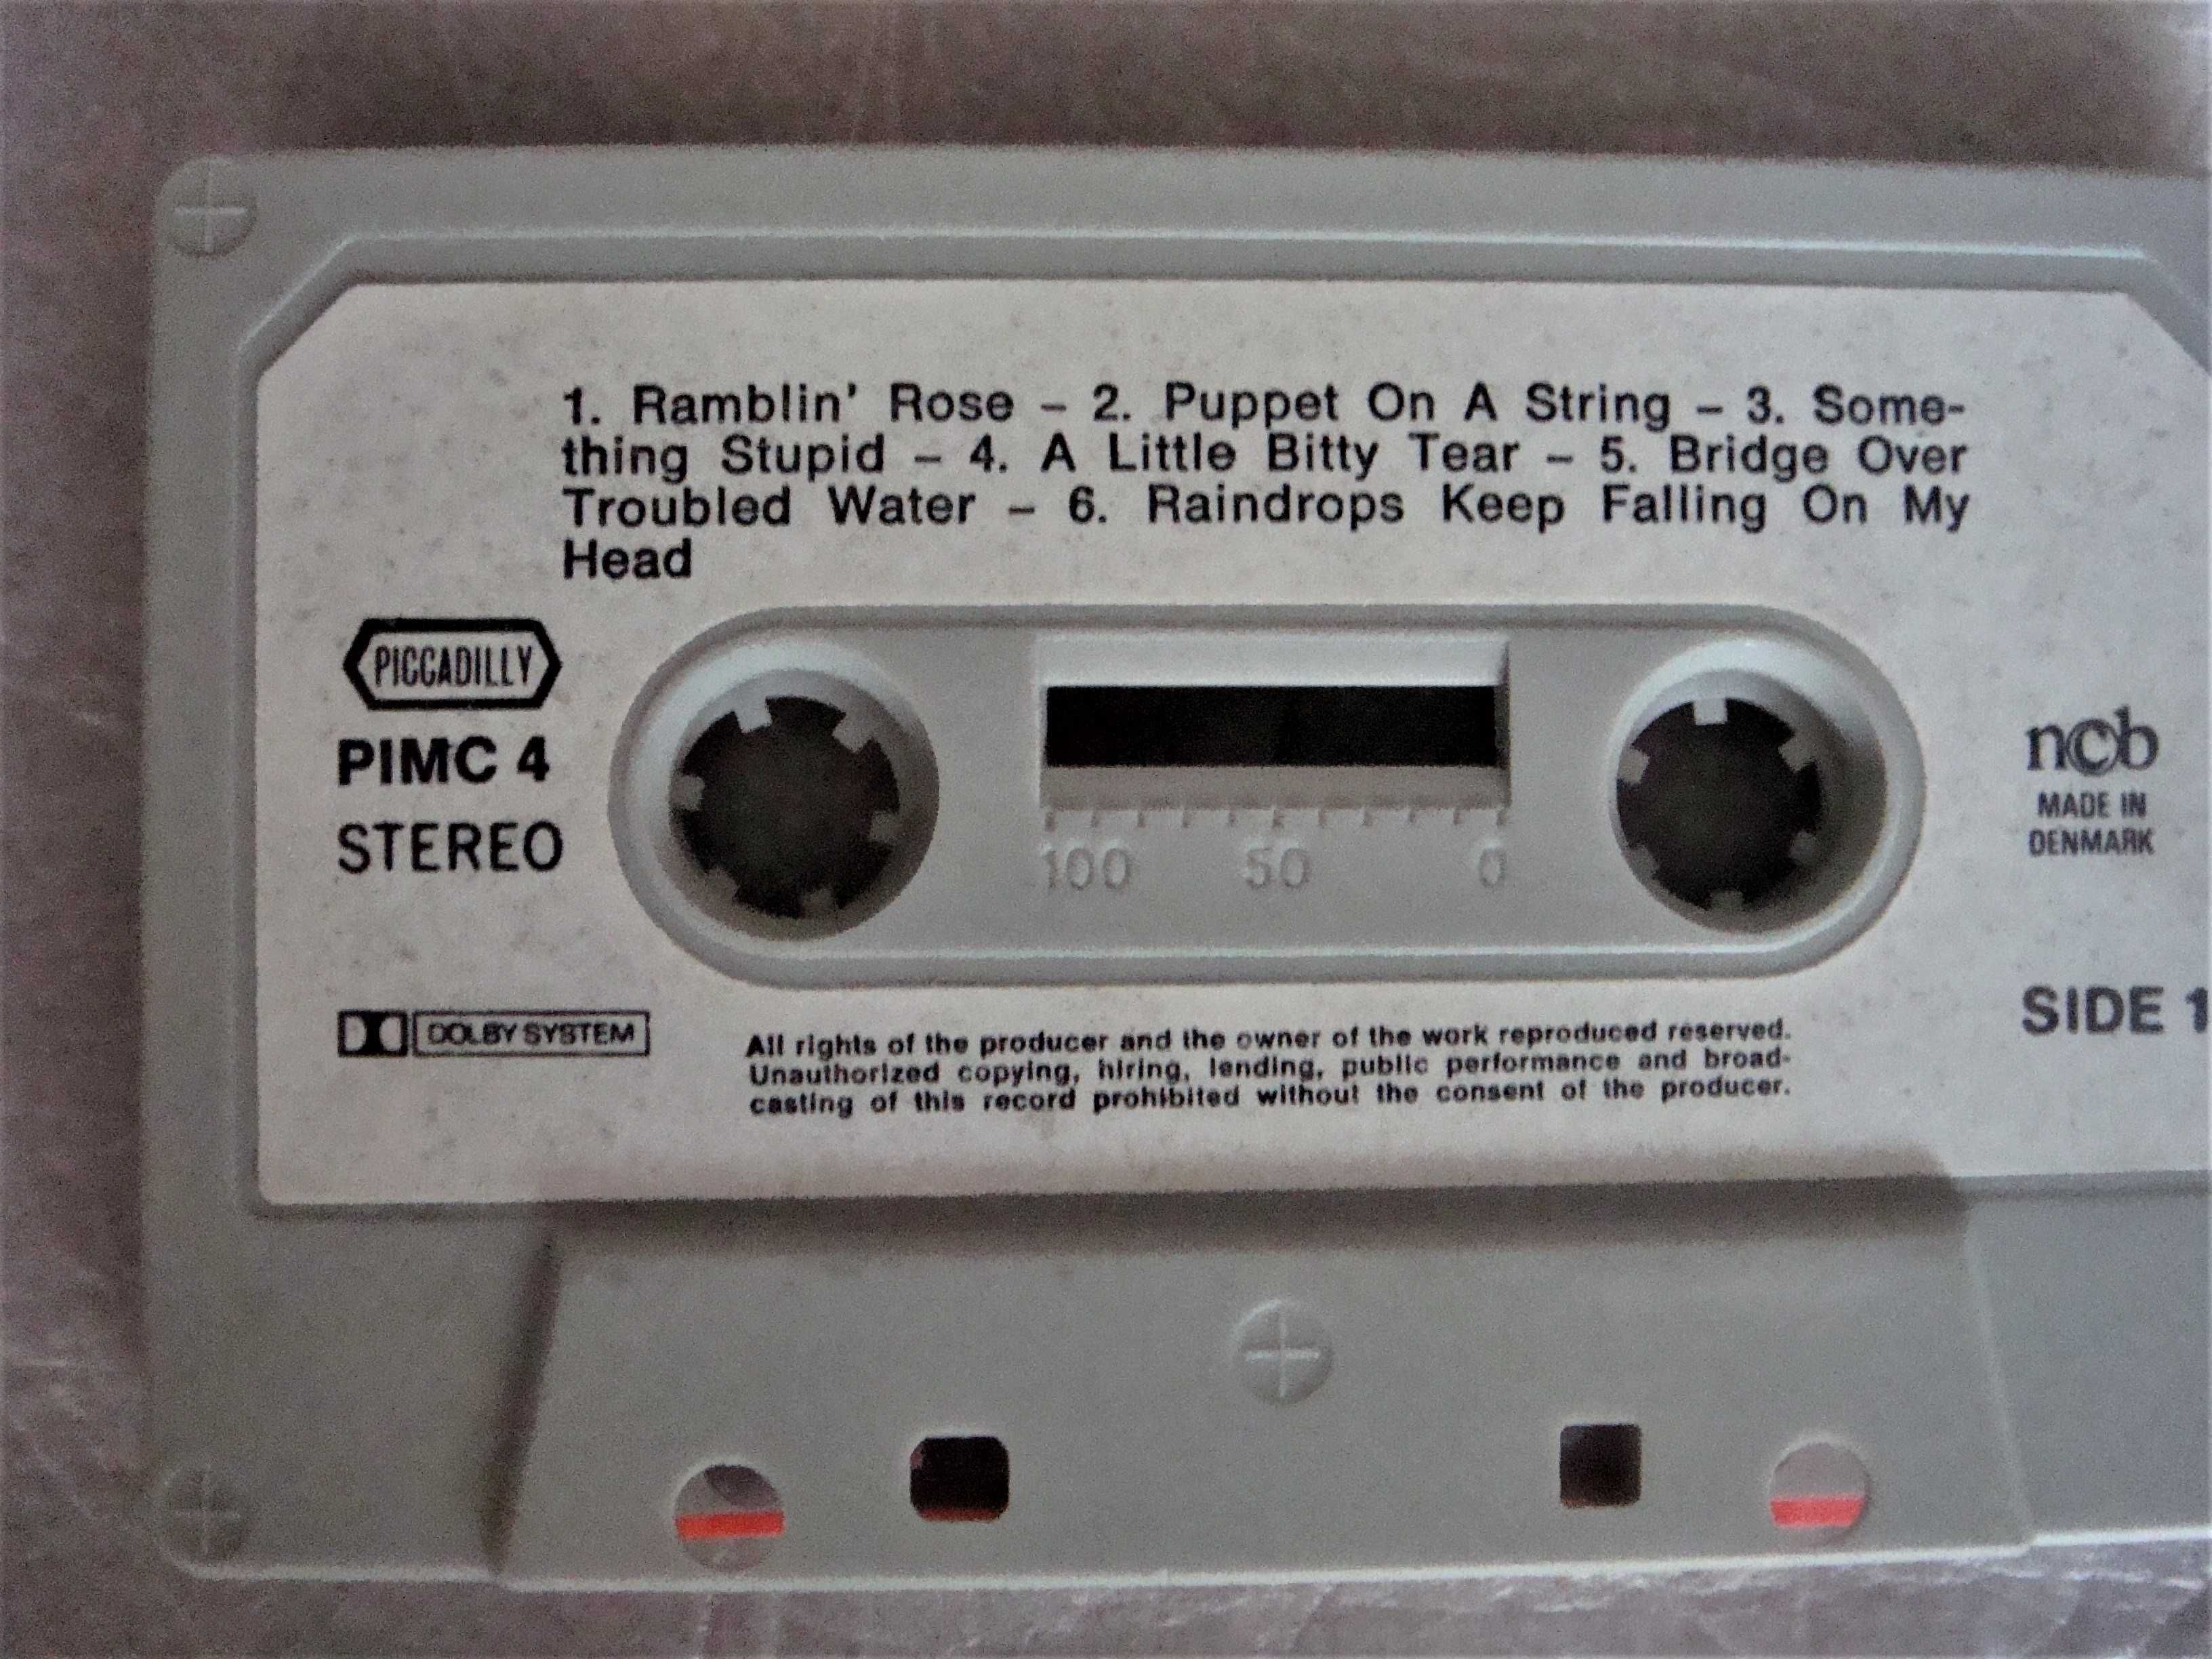 1. Ramblin' Rose – 2. Puppet On A String – 3. Some-
thing Stupid – 4. A Little Bitty Tear – 5. Bridge Over
Troubled Water – 6. Raindrops Keep Falling On My
Head
PICCADILLY
PIMC 4
STEREO
100 50 0
ncb
MADE IN
DENMARK
SIDE 1
DOLBY SYSTEM
All rights of the producer and the owner of the work reproduced reserved.
Unauthorized copying, hiring, lending, public performance and broad-
casting of this record prohibited without the consent of the producer.